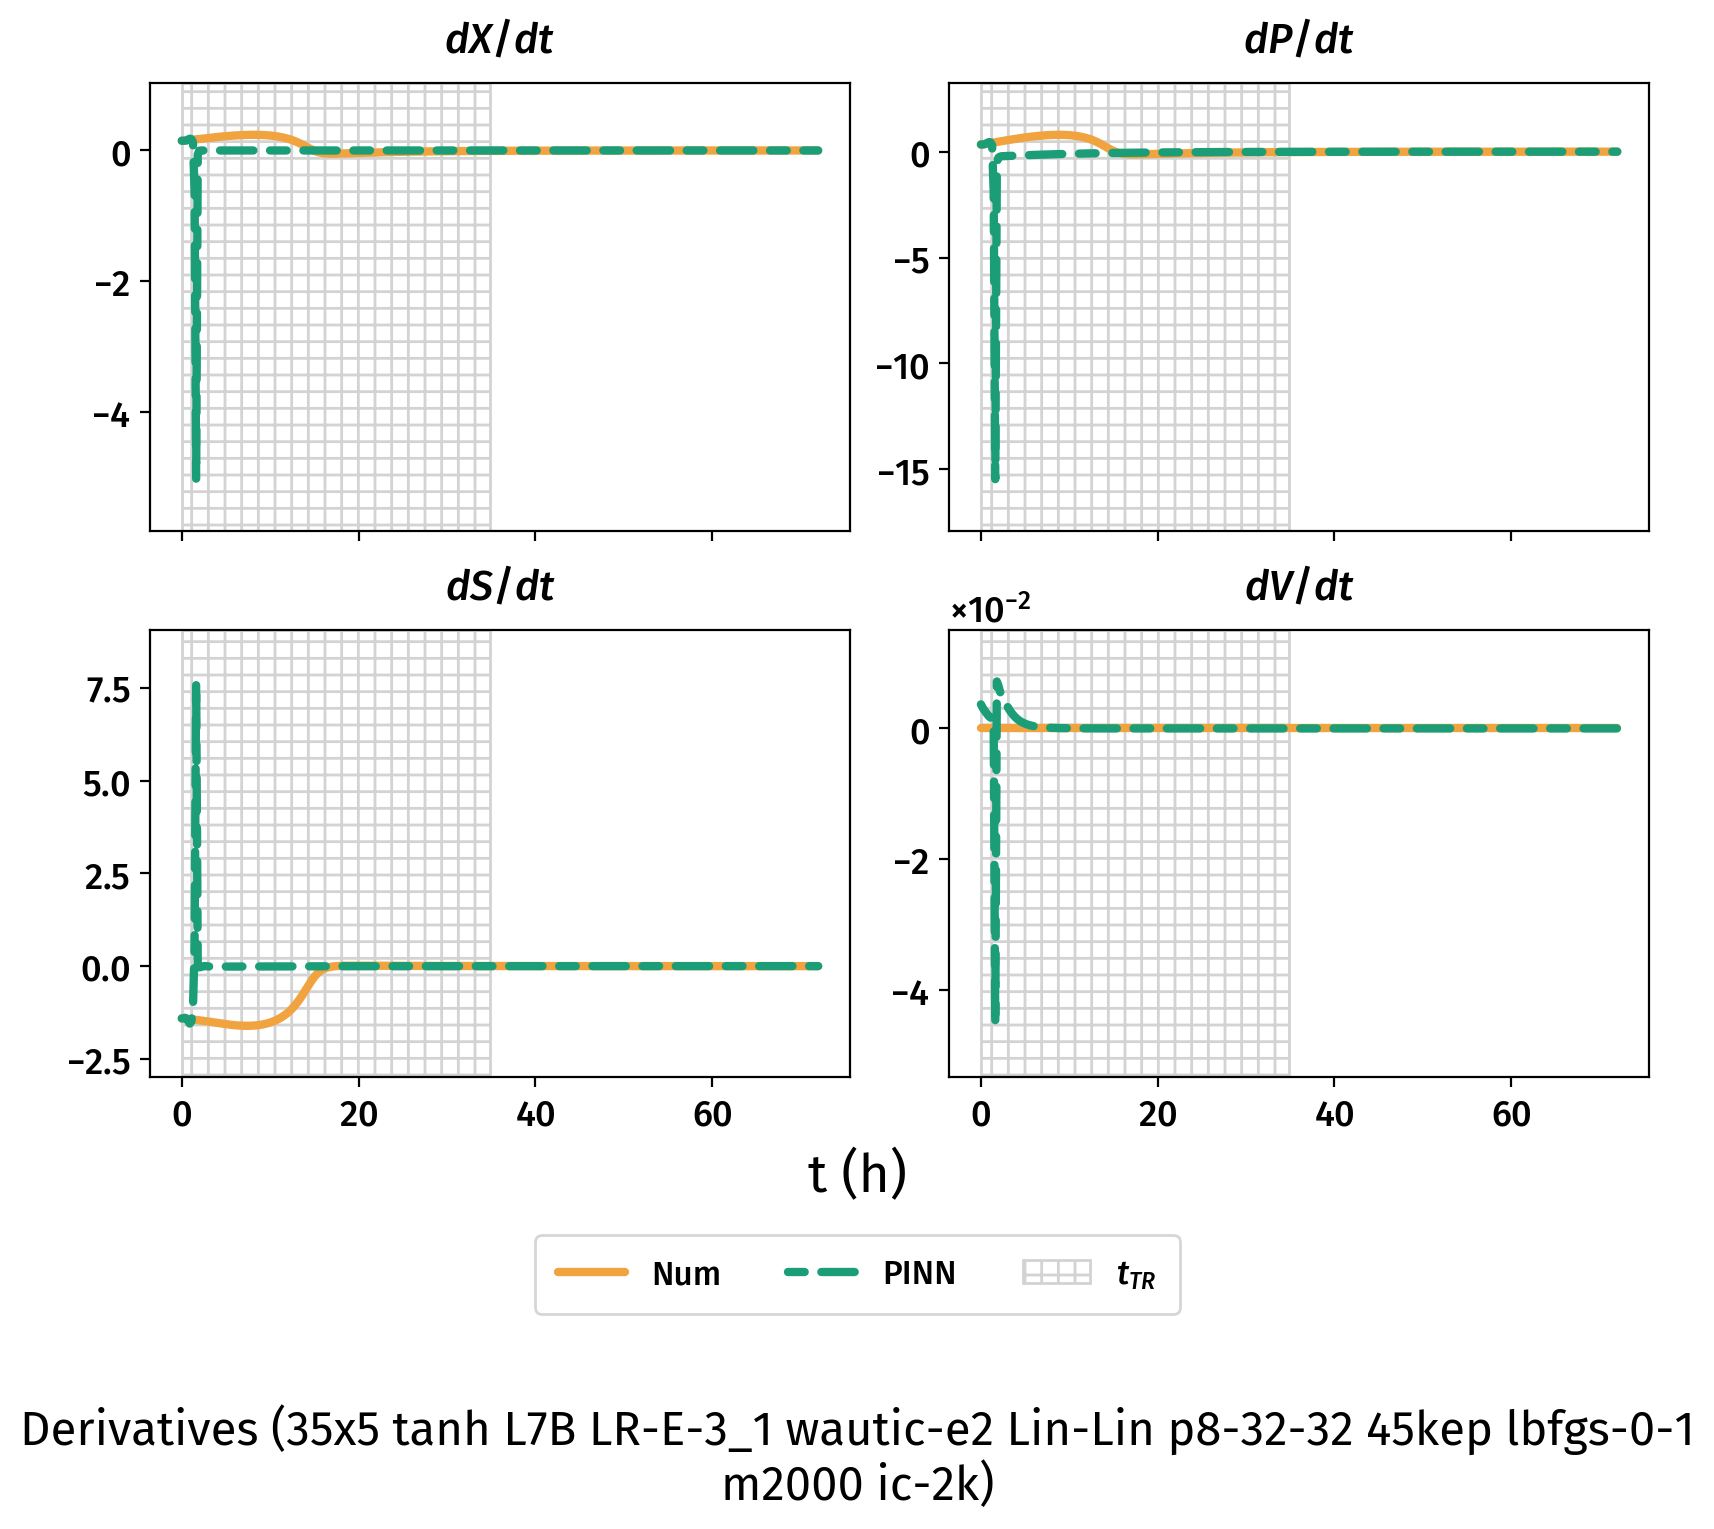 dX/dt
dP/dt
0
−2
−4
0
−5
−10
−15
dS/dt
dV/dt
×10⁻²
7.5
5.0
2.5
0.0
−2.5
0
−2
−4
0 20 40 60
0 20 40 60
t (h)
Num PINN t_TR
Derivatives (35x5 tanh L7B LR-E-3_1 wautic-e2 Lin-Lin p8-32-32 45kep lbfgs-0-1
m2000 ic-2k)